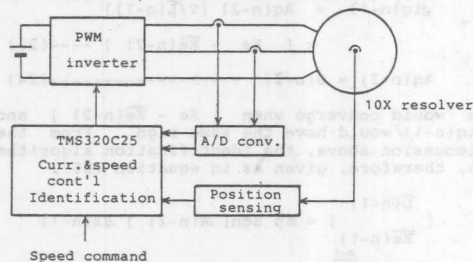 PWM
inverter
10X resolver
TMS320C25
A/D conv.
Curr.&speed
cont'l
Identification
Position
sensing
Speed command